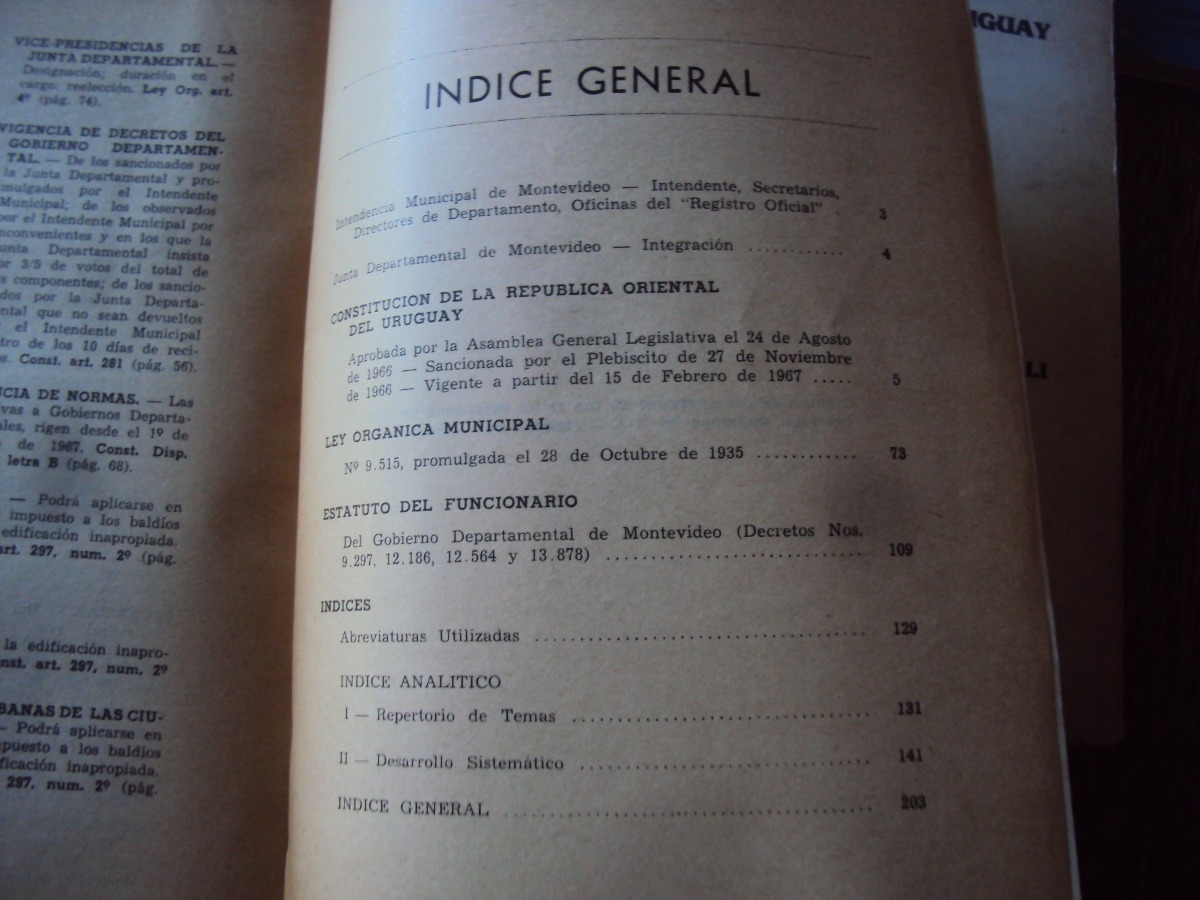 VICE-PRESIDENCIAS DE LA
JUNTA DEPARTAMENTAL. —
Designación; duración en el
cargo; reelección. Ley Org. art.
4º (pág. 74).
VIGENCIA DE DECRETOS DEL
GOBIERNO DEPARTAMEN-
TAL. — De los sancionados por
la Junta Departamental y pro-
mulgados por el Intendente
Municipal; de los observados
por el Intendente Municipal por
inconvenientes y en los que la
unta Departamental insista
or 3/5 de votos del total de
s componentes; de los sancio-
dos por la Junta Departa-
ental que no sean devueltos
el Intendente Municipal
tro de los 10 días de reci-
os. Const. art. 281 (pág. 56).
CIA DE NORMAS. — Las
vas a Gobiernos Departa-
ales, rigen desde el 1º de
de 1967. Const. Disp.
letra B (pág. 68).
— Podrá aplicarse en
impuesto a los baldíos
edificación inapropiada.
art. 297, num. 2º (pág.
la edificación inapro-
nst. art. 297, num. 2º
BANAS DE LAS CIU-
— Podrá aplicarse en
puesto a los baldíos
ficación inapropiada.
297, num. 2º (pág.
INDICE GENERAL
Intendencia Municipal de Montevideo — Intendente, Secretarios,
Directores de Departamento, Oficinas del "Registro Oficial" . 3
Junta Departamental de Montevideo — Integración ............ 4
CONSTITUCION DE LA REPUBLICA ORIENTAL
DEL URUGUAY
Aprobada por la Asamblea General Legislativa el 24 de Agosto
de 1966 — Sancionada por el Plebiscito de 27 de Noviembre
de 1966 — Vigente a partir del 15 de Febrero de 1967 ..... 5
LEY ORGANICA MUNICIPAL
Nº 9.515, promulgada el 28 de Octubre de 1935 ............ 73
ESTATUTO DEL FUNCIONARIO
Del Gobierno Departamental de Montevideo (Decretos Nos.
9.297, 12.186, 12.564 y 13.878) .............................. 109
INDICES
Abreviaturas Utilizadas ........................................ 129
INDICE ANALITICO
I — Repertorio de Temas .................................... 131
II — Desarrollo Sistemático ................................... 141
INDICE GENERAL ............................................. 203
UGUAY
LI